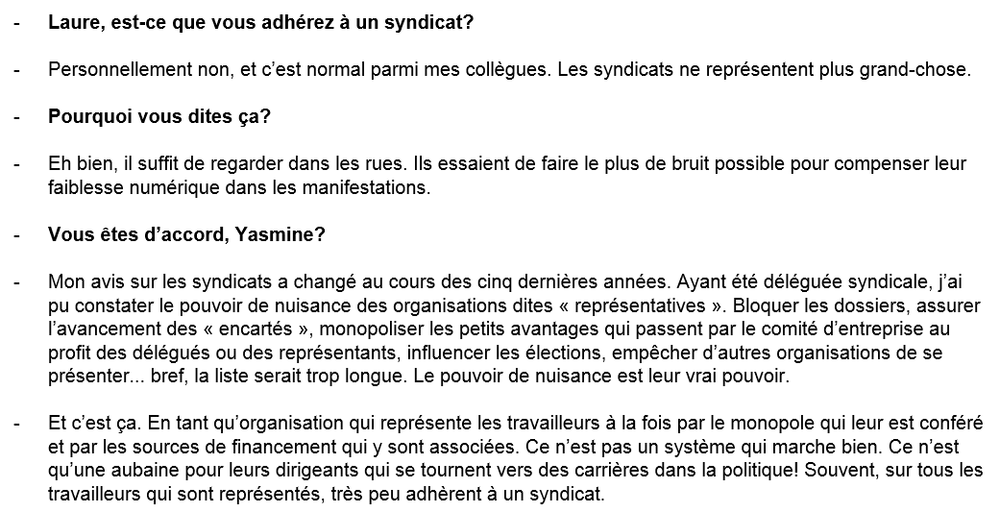 - Laure, est-ce que vous adhérez à un syndicat?
- Personnellement non, et c’est normal parmi mes collègues. Les syndicats ne représentent plus grand-chose.
- Pourquoi vous dites ça?
- Eh bien, il suffit de regarder dans les rues. Ils essaient de faire le plus de bruit possible pour compenser leur
faiblesse numérique dans les manifestations.
- Vous êtes d’accord, Yasmine?
- Mon avis sur les syndicats a changé au cours des cinq dernières années. Ayant été déléguée syndicale, j’ai
pu constater le pouvoir de nuisance des organisations dites « représentatives ». Bloquer les dossiers, assurer
l’avancement des « encartés », monopoliser les petits avantages qui passent par le comité d’entreprise au
profit des délégués ou des représentants, influencer les élections, empêcher d’autres organisations de se
présenter... bref, la liste serait trop longue. Le pouvoir de nuisance est leur vrai pouvoir.
- Et c’est ça. En tant qu’organisation qui représente les travailleurs à la fois par le monopole qui leur est conféré
et par les sources de financement qui y sont associées. Ce n’est pas un système qui marche bien. Ce n’est
qu’une aubaine pour leurs dirigeants qui se tournent vers des carrières dans la politique! Souvent, sur tous les
travailleurs qui sont représentés, très peu adhèrent à un syndicat.